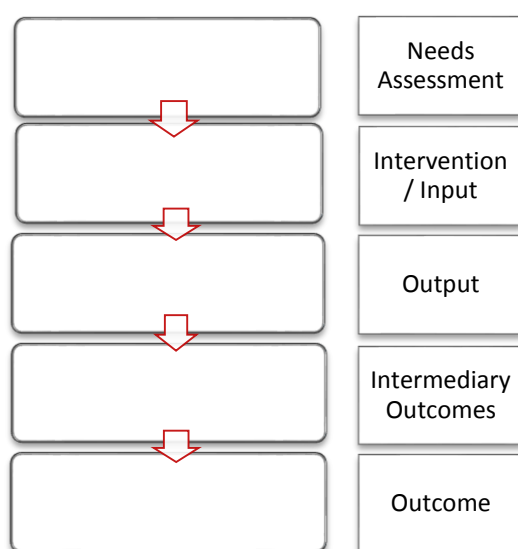 Needs
Assessment
Intervention
/ Input
Output
Intermediary
Outcomes
Outcome